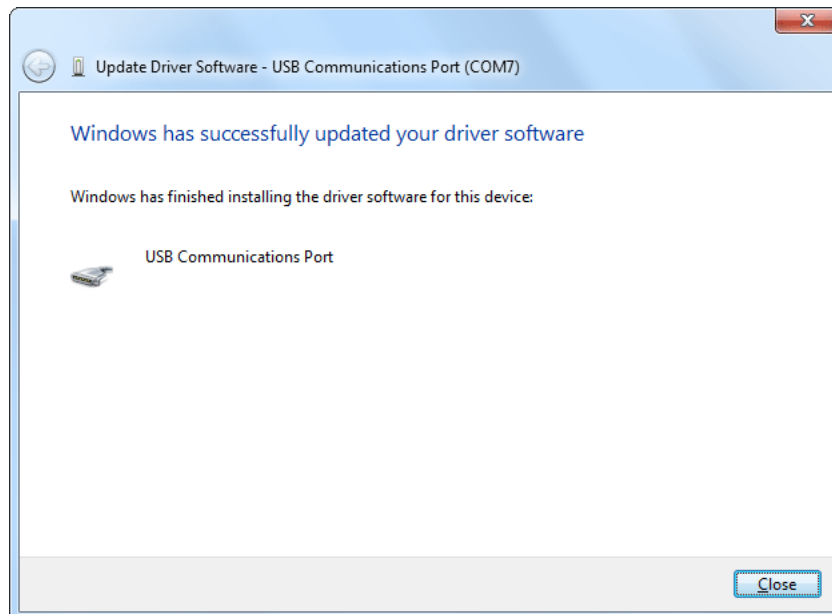 Update Driver Software - USB Communications Port (COM7)
Windows has successfully updated your driver software
Windows has finished installing the driver software for this device:
USB Communications Port
Close